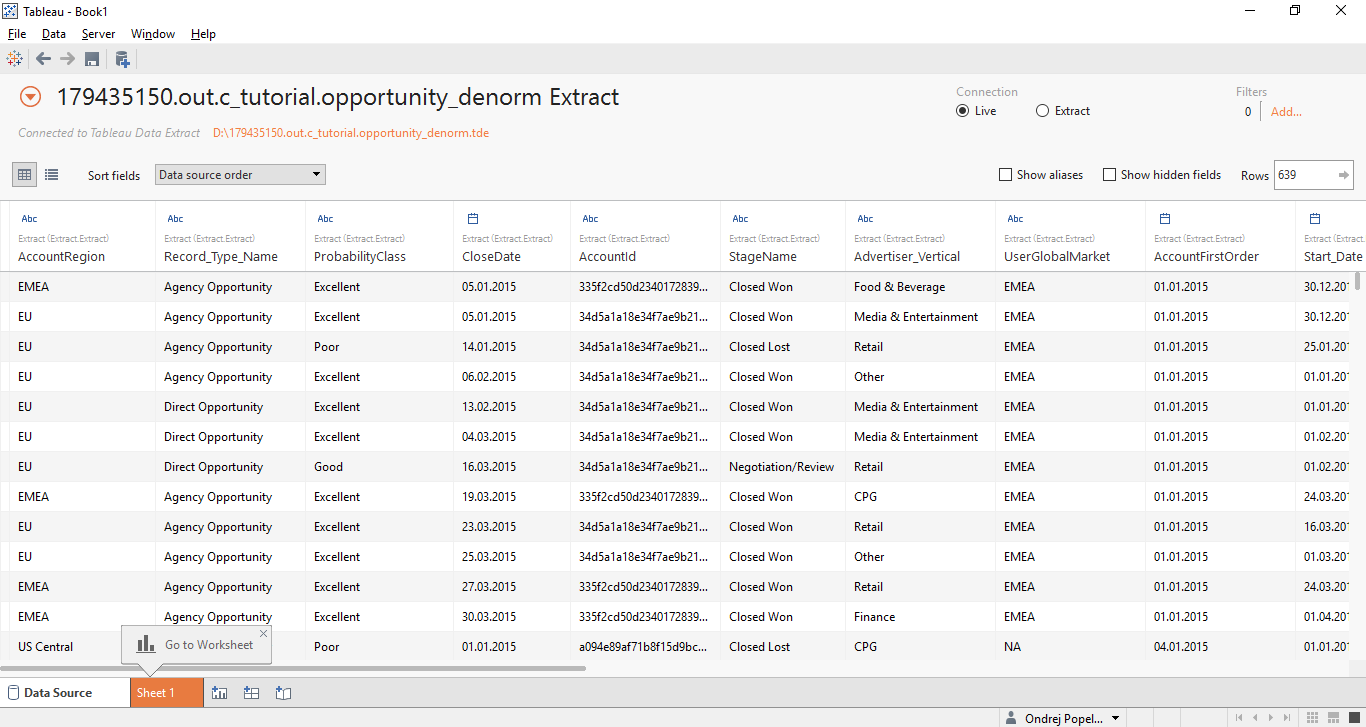 Tableau - Book1
File Data Server Window Help
179435150.out.c_tutorial.opportunity_denorm Extract
Connection
Filters
Live Extract
0 Add...
Connected to Tableau Data Extract D:\179435150.out.c_tutorial.opportunity_denorm.tde
Sort fields Data source order Show aliases Show hidden fields Rows 639
Abc Abc Abc Abc Abc Abc Abc
Extract (Extract.Extract) Extract (Extract.Extract) Extract (Extract.Extract) Extract (Extract.Extract) Extract (Extract.Extract) Extract (Extract.Extract) Extract (Extract.Extract) Extract (Extract.Extract) Extract (Extract.Extract) Extract (Extract.
AccountRegion Record_Type_Name ProbabilityClass CloseDate AccountId StageName Advertiser_Vertical UserGlobalMarket AccountFirstOrder Start_Date
EMEA Agency Opportunity Excellent 05.01.2015 335f2cd50d2340172839... Closed Won Food & Beverage EMEA 01.01.2015 30.12.201
EU Agency Opportunity Excellent 05.01.2015 34d5a1a18e34f7ae9b21... Closed Won Media & Entertainment EMEA 01.01.2015 30.12.201
EU Agency Opportunity Poor 14.01.2015 34d5a1a18e34f7ae9b21... Closed Lost Retail EMEA 01.01.2015 25.01.201
EU Agency Opportunity Excellent 06.02.2015 34d5a1a18e34f7ae9b21... Closed Won Other EMEA 01.01.2015 01.01.201
EU Direct Opportunity Excellent 13.02.2015 34d5a1a18e34f7ae9b21... Closed Won Media & Entertainment EMEA 01.01.2015 01.01.201
EU Direct Opportunity Excellent 04.03.2015 34d5a1a18e34f7ae9b21... Closed Won Media & Entertainment EMEA 01.01.2015 01.02.201
EU Direct Opportunity Good 16.03.2015 34d5a1a18e34f7ae9b21... Negotiation/Review Retail EMEA 01.01.2015 01.02.201
EMEA Agency Opportunity Excellent 19.03.2015 335f2cd50d2340172839... Closed Won CPG EMEA 01.01.2015 24.03.201
EU Agency Opportunity Excellent 23.03.2015 34d5a1a18e34f7ae9b21... Closed Won Retail EMEA 01.01.2015 16.03.201
EU Agency Opportunity Excellent 25.03.2015 34d5a1a18e34f7ae9b21... Closed Won Other EMEA 01.01.2015 01.03.201
EMEA Agency Opportunity Excellent 27.03.2015 335f2cd50d2340172839... Closed Won Retail EMEA 01.01.2015 24.03.201
EMEA Agency Opportunity Excellent 30.03.2015 335f2cd50d2340172839... Closed Won Finance EMEA 01.01.2015 01.04.201
US Central Poor 01.01.2015 a094e89af71b8f15d9bc... Closed Lost CPG NA 04.01.2015 01.01.201
Go to Worksheet
Data Source Sheet 1
Ondrej Popel...